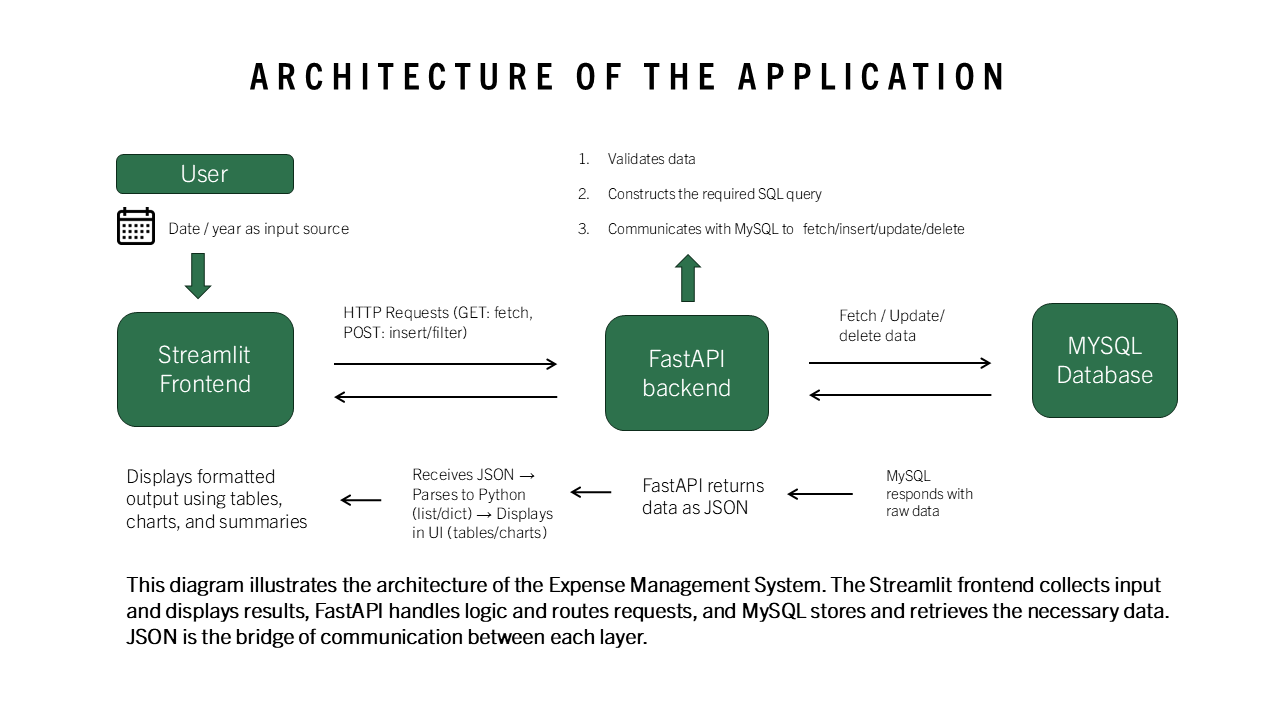 ARCHITECTURE OF THE APPLICATION
User
Date / year as input source
1. Validates data
2. Constructs the required SQL query
3. Communicates with MySQL to fetch/insert/update/delete
Streamlit
Frontend
HTTP Requests (GET: fetch,
POST: insert/filter)
FastAPI
backend
Fetch / Update/
delete data
MYSQL
Database
Displays formatted
output using tables,
charts, and summaries
Receives JSON →
Parses to Python
(list/dict) → Displays
in UI (tables/charts)
FastAPI returns
data as JSON
MySQL
responds with
raw data
This diagram illustrates the architecture of the Expense Management System. The Streamlit frontend collects input
and displays results, FastAPI handles logic and routes requests, and MySQL stores and retrieves the necessary data.
JSON is the bridge of communication between each layer.